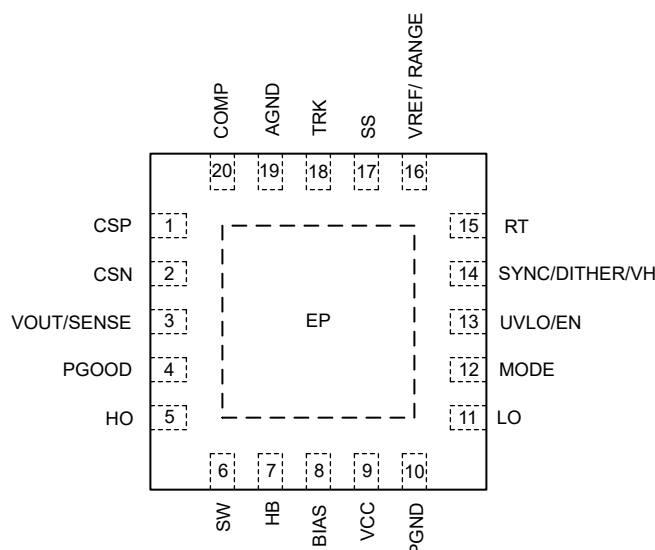 COMP
AGND
TRK
SS
VREF/ RANGE
20
19
18
17
16
CSP
1
15
RT
CSN
2
14
SYNC/DITHER/VH
VOUT/SENSE
3
EP
13
UVLO/EN
PGOOD
4
12
MODE
HO
5
11
LO
6
7
8
9
10
SW
HB
BIAS
VCC
PGND